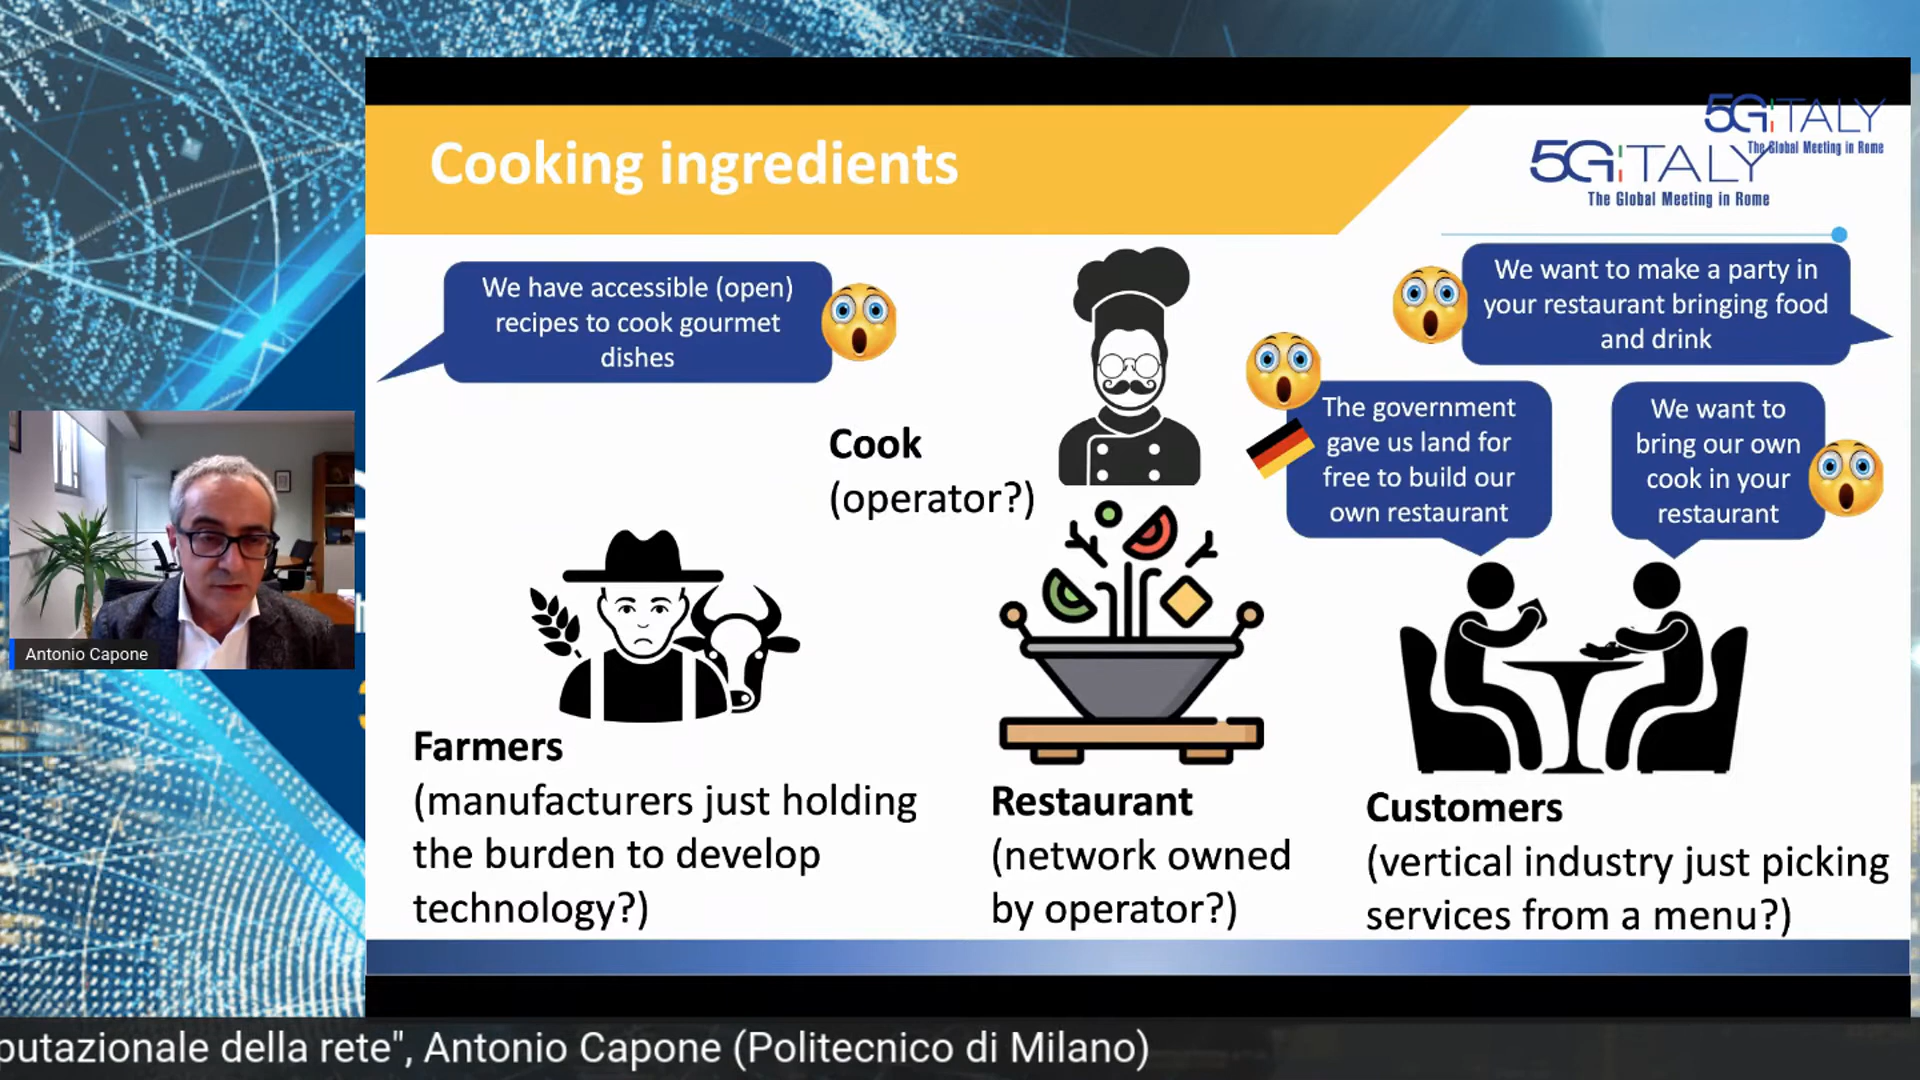 Cooking ingredients
5G:ITALY
The Global Meeting in Rome
5G:ITALY
The Global Meeting in Rome
We have accessible (open)
recipes to cook gourmet
dishes
We want to make a party in
your restaurant bringing food
and drink
The government
gave us land for
free to build our
own restaurant
We want to
bring our own
cook in your
restaurant
Cook
(operator?)
Antonio Capone
Farmers
(manufacturers just holding
the burden to develop
technology?)
Restaurant
(network owned
by operator?)
Customers
(vertical industry just picking
services from a menu?)
putazionale della rete", Antonio Capone (Politecnico di Milano)